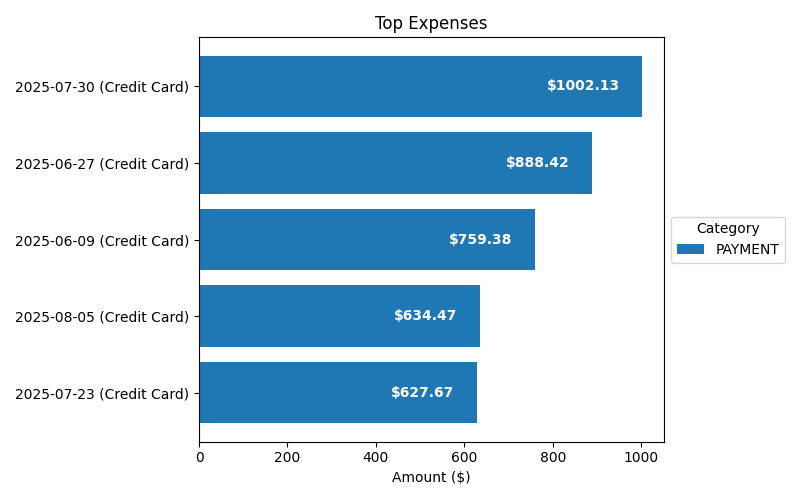 Top Expenses
2025-07-30 (Credit Card)
$1002.13
2025-06-27 (Credit Card)
$888.42
2025-06-09 (Credit Card)
$759.38
2025-08-05 (Credit Card)
$634.47
2025-07-23 (Credit Card)
$627.67
0 200 400 600 800 1000
Amount ($)
Category
PAYMENT